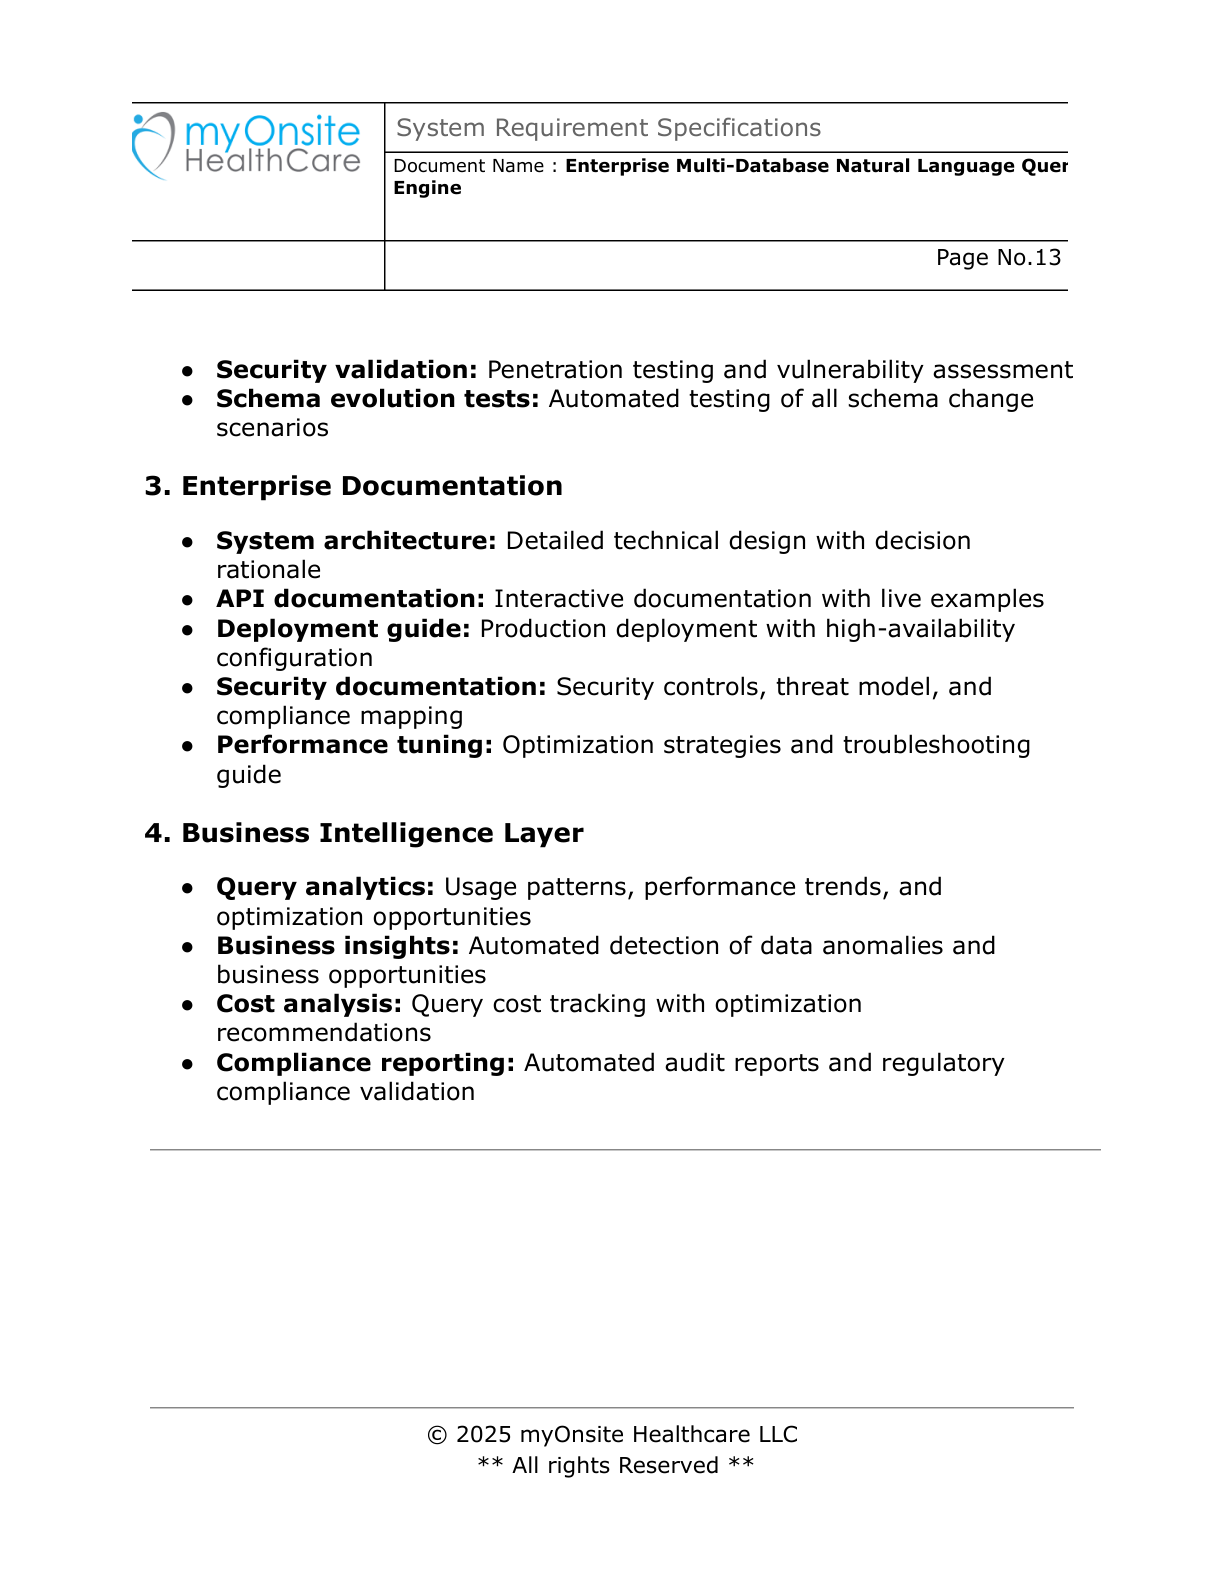 myOnsite
HealthCare
System Requirement Specifications
Document Name : Enterprise Multi-Database Natural Language Quer
Engine
Page No.13
● Security validation: Penetration testing and vulnerability assessment
● Schema evolution tests: Automated testing of all schema change
scenarios
3. Enterprise Documentation
● System architecture: Detailed technical design with decision
rationale
● API documentation: Interactive documentation with live examples
● Deployment guide: Production deployment with high-availability
configuration
● Security documentation: Security controls, threat model, and
compliance mapping
● Performance tuning: Optimization strategies and troubleshooting
guide
4. Business Intelligence Layer
● Query analytics: Usage patterns, performance trends, and
optimization opportunities
● Business insights: Automated detection of data anomalies and
business opportunities
● Cost analysis: Query cost tracking with optimization
recommendations
● Compliance reporting: Automated audit reports and regulatory
compliance validation
© 2025 myOnsite Healthcare LLC
** All rights Reserved **